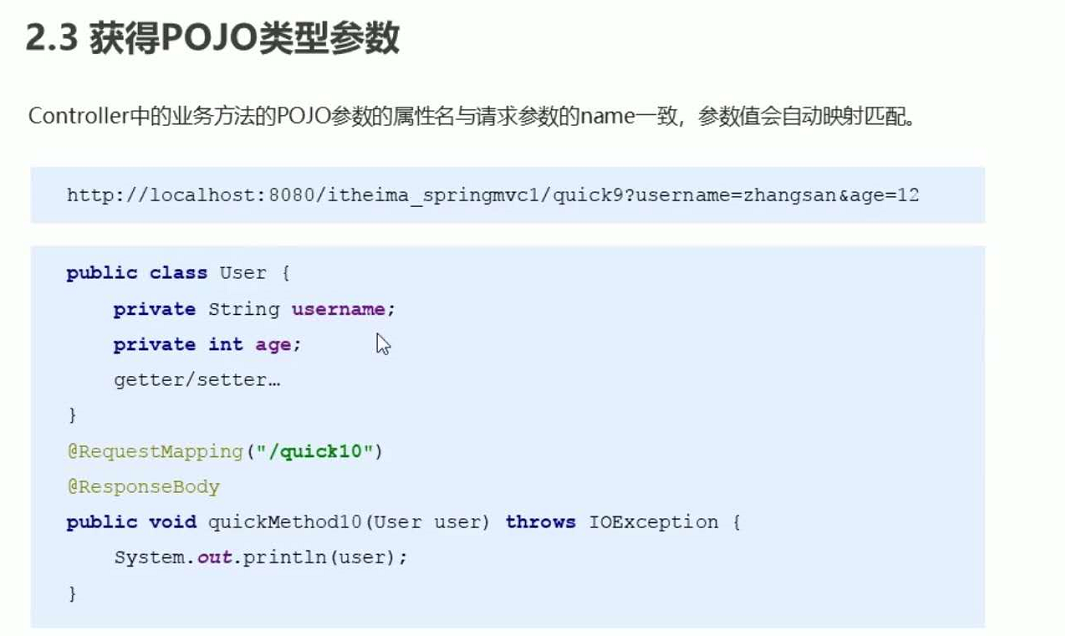 2.3 获得POJO类型参数
Controller中的业务方法的POJO参数的属性名与请求参数的name一致，参数值会自动映射匹配。
http://localhost:8080/itheima_springmvc1/quick9?username=zhangsan&age=12
public class User {
    private String username;
    private int age;
    getter/setter…
}
@RequestMapping("/quick10")
@ResponseBody
public void quickMethod10(User user) throws IOException {
    System.out.println(user);
}